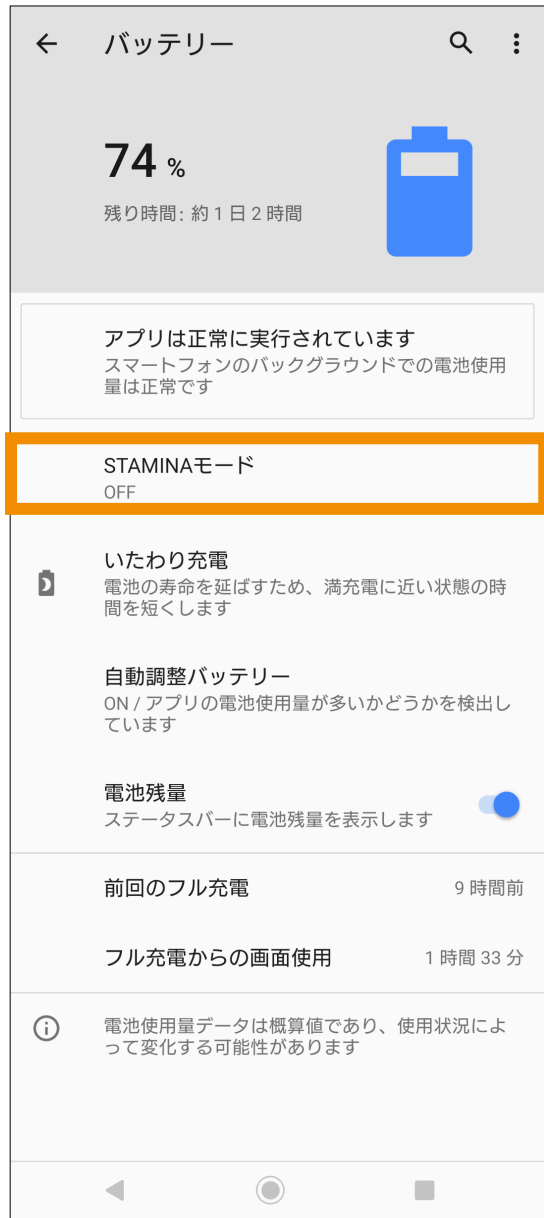 バッテリー
74 %
残り時間: 約 1 日 2 時間
アプリは正常に実行されています
スマートフォンのバックグラウンドでの電池使用
量は正常です
STAMINAモード
OFF
いたわり充電
電池の寿命を延ばすため、満充電に近い状態の時
間を短くします
自動調整バッテリー
ON / アプリの電池使用量が多いかどうかを検出し
ています
電池残量
ステータスバーに電池残量を表示します
前回のフル充電 9 時間前
フル充電からの画面使用 1 時間 33 分
電池使用量データは概算値であり、使用状況によ
って変化する可能性があります